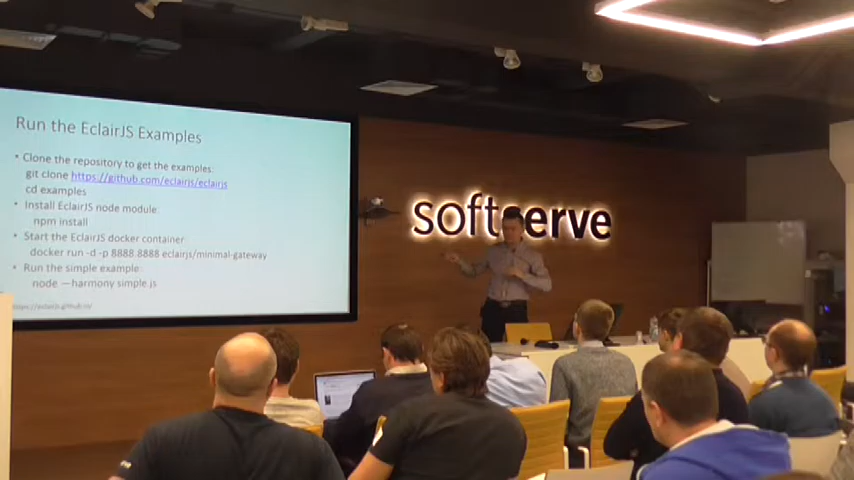 Run the EclairJS Examples
• Clone the repository to get the examples:
git clone https://github.com/eclairjs/eclairjs
cd examples
• Install EclairJS node module:
npm install
• Start the EclairJS docker container
docker run -d -p 8888:8888 eclairjs/minimal-gateway
• Run the simple example:
node —harmony simple.js
softserve